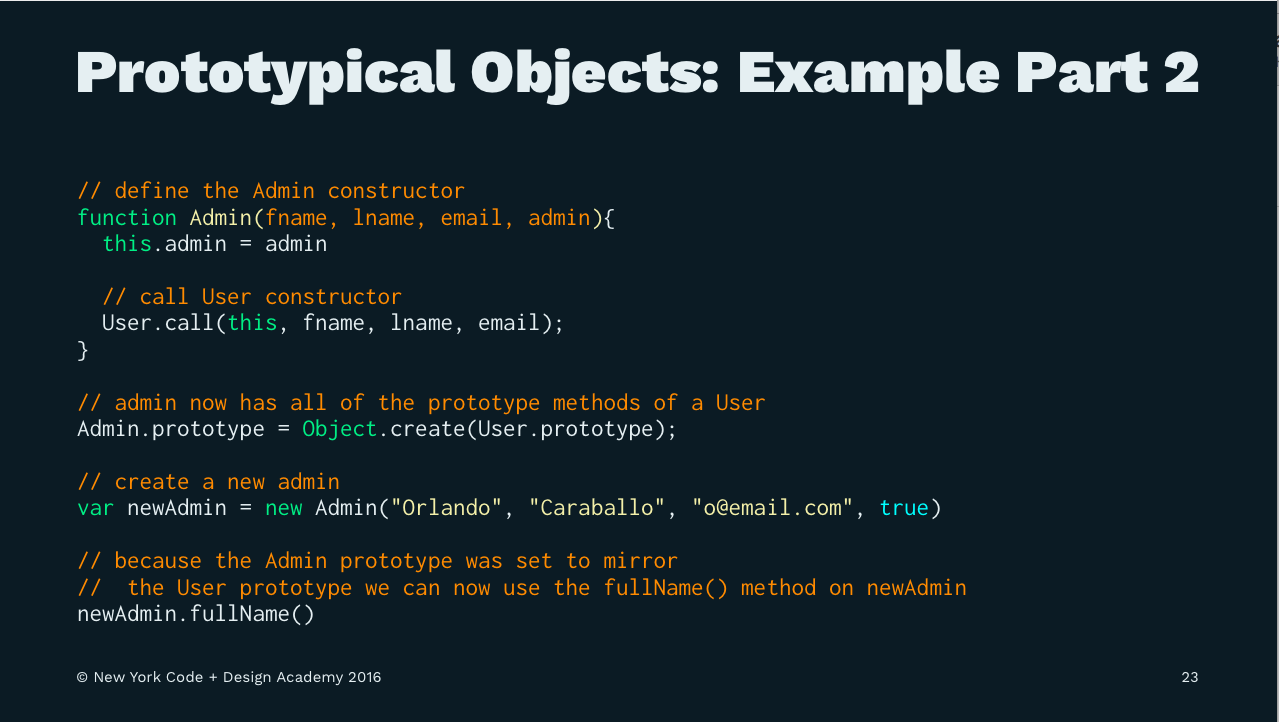 Prototypical Objects: Example Part 2
// define the Admin constructor
function Admin(fname, lname, email, admin){
  this.admin = admin
  // call User constructor
  User.call(this, fname, lname, email);
}
// admin now has all of the prototype methods of a User
Admin.prototype = Object.create(User.prototype);
// create a new admin
var newAdmin = new Admin("Orlando", "Caraballo", "o@email.com", true)
// because the Admin prototype was set to mirror
//  the User prototype we can now use the fullName() method on newAdmin
newAdmin.fullName()
© New York Code + Design Academy 2016
23